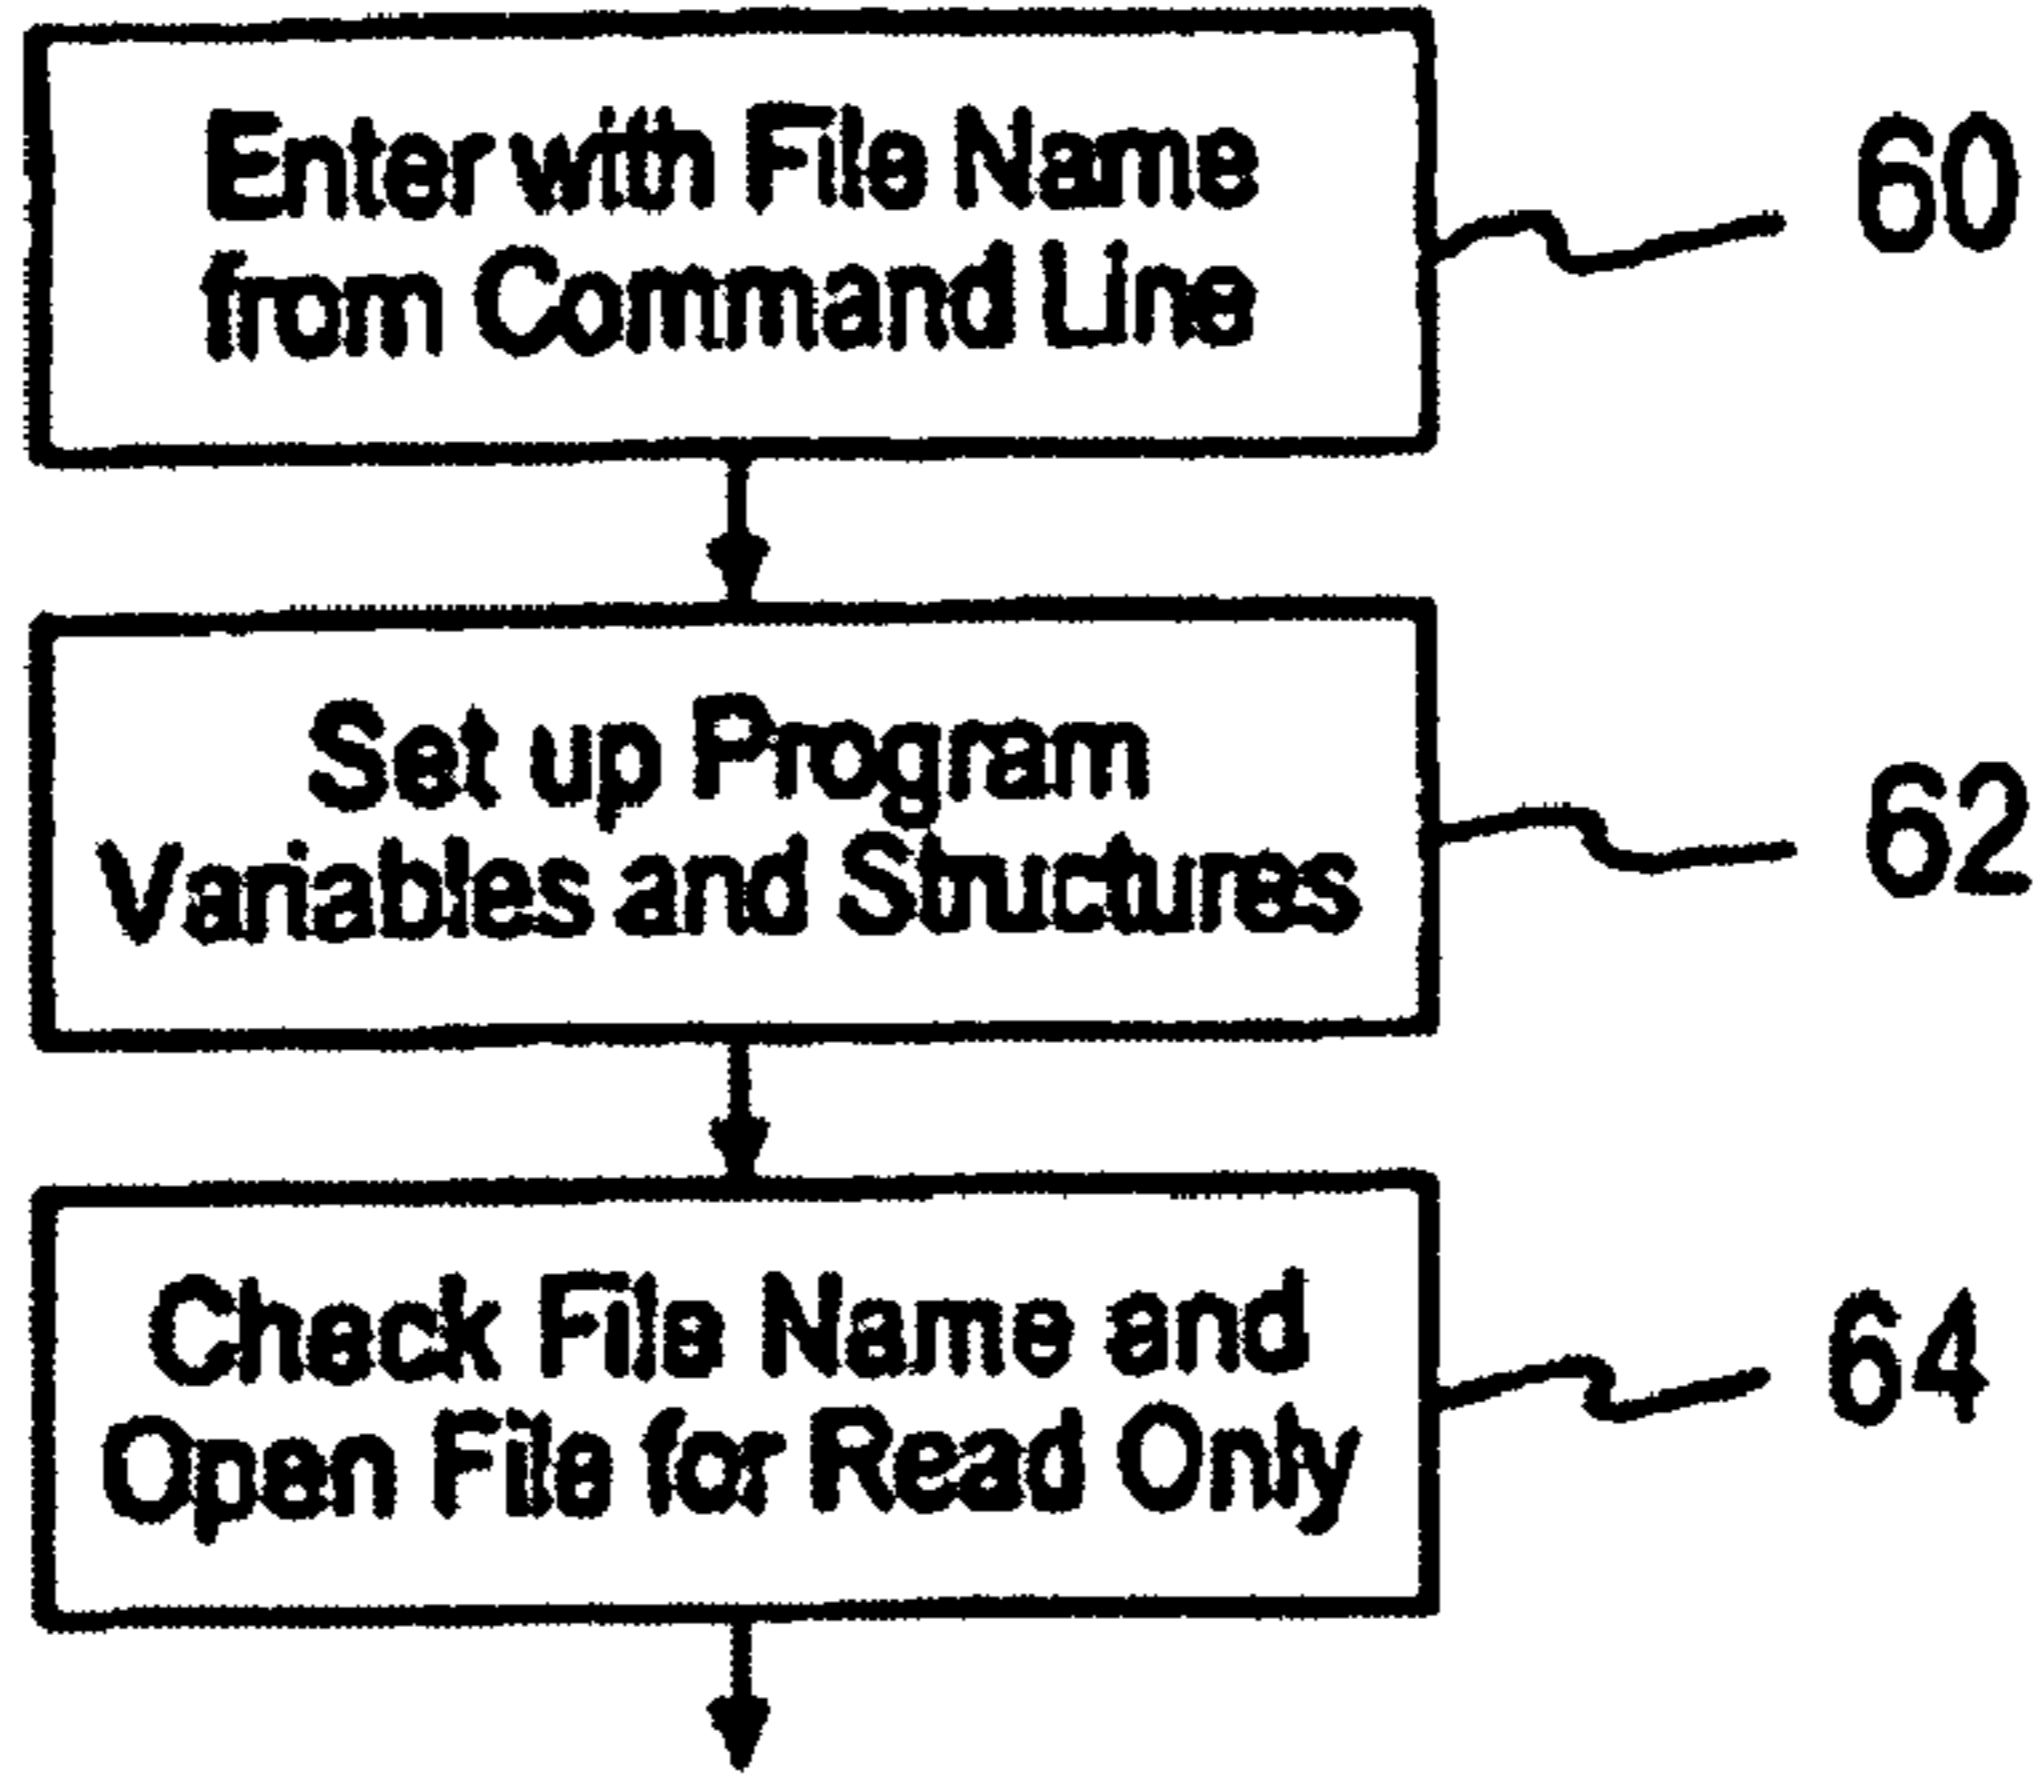 Enter with File Name
from Command Line
60
Set up Program
Variables and Structures
62
Check File Name and
Open File for Read Only
64